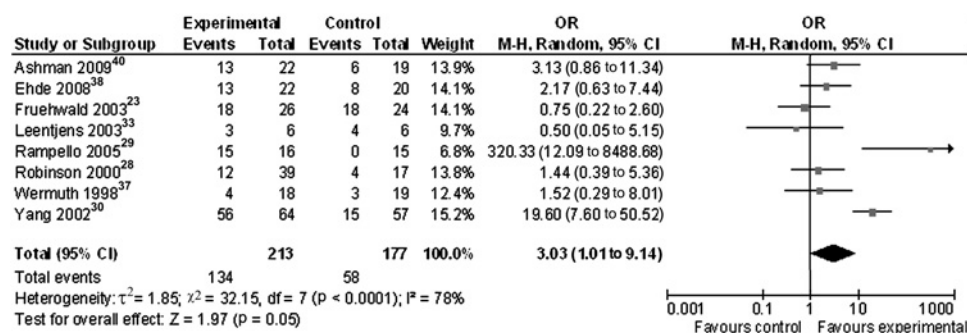 Experimental Control OR OR
Study or Subgroup Events Total Events Total Weight M-H, Random, 95% CI M-H, Random, 95% CI
Ashman 2009⁴⁰ 13 22 6 19 13.9% 3.13 (0.86 to 11.34)
Ehde 2008³⁸ 13 22 8 20 14.1% 2.17 (0.63 to 7.44)
Fruehwald 2003²³ 18 26 18 24 14.1% 0.75 (0.22 to 2.60)
Leentjens 2003³³ 3 6 4 6 9.7% 0.50 (0.05 to 5.15)
Rampello 2005²⁹ 15 16 0 15 6.8% 320.33 (12.09 to 8488.68)
Robinson 2000²⁸ 12 39 4 17 13.8% 1.44 (0.39 to 5.36)
Wermuth 1998³⁷ 4 18 3 19 12.4% 1.52 (0.29 to 8.01)
Yang 2002³⁰ 56 64 15 57 15.2% 19.60 (7.60 to 50.52)
Total (95% CI) 213 177 100.0% 3.03 (1.01 to 9.14)
Total events 134 58
Heterogeneity: τ² = 1.85; χ² = 32.15, df = 7 (p < 0.0001); I² = 78%
Test for overall effect: Z = 1.97 (p = 0.05)
0.001 0.1 1 10 1000
Favours control Favours experimental